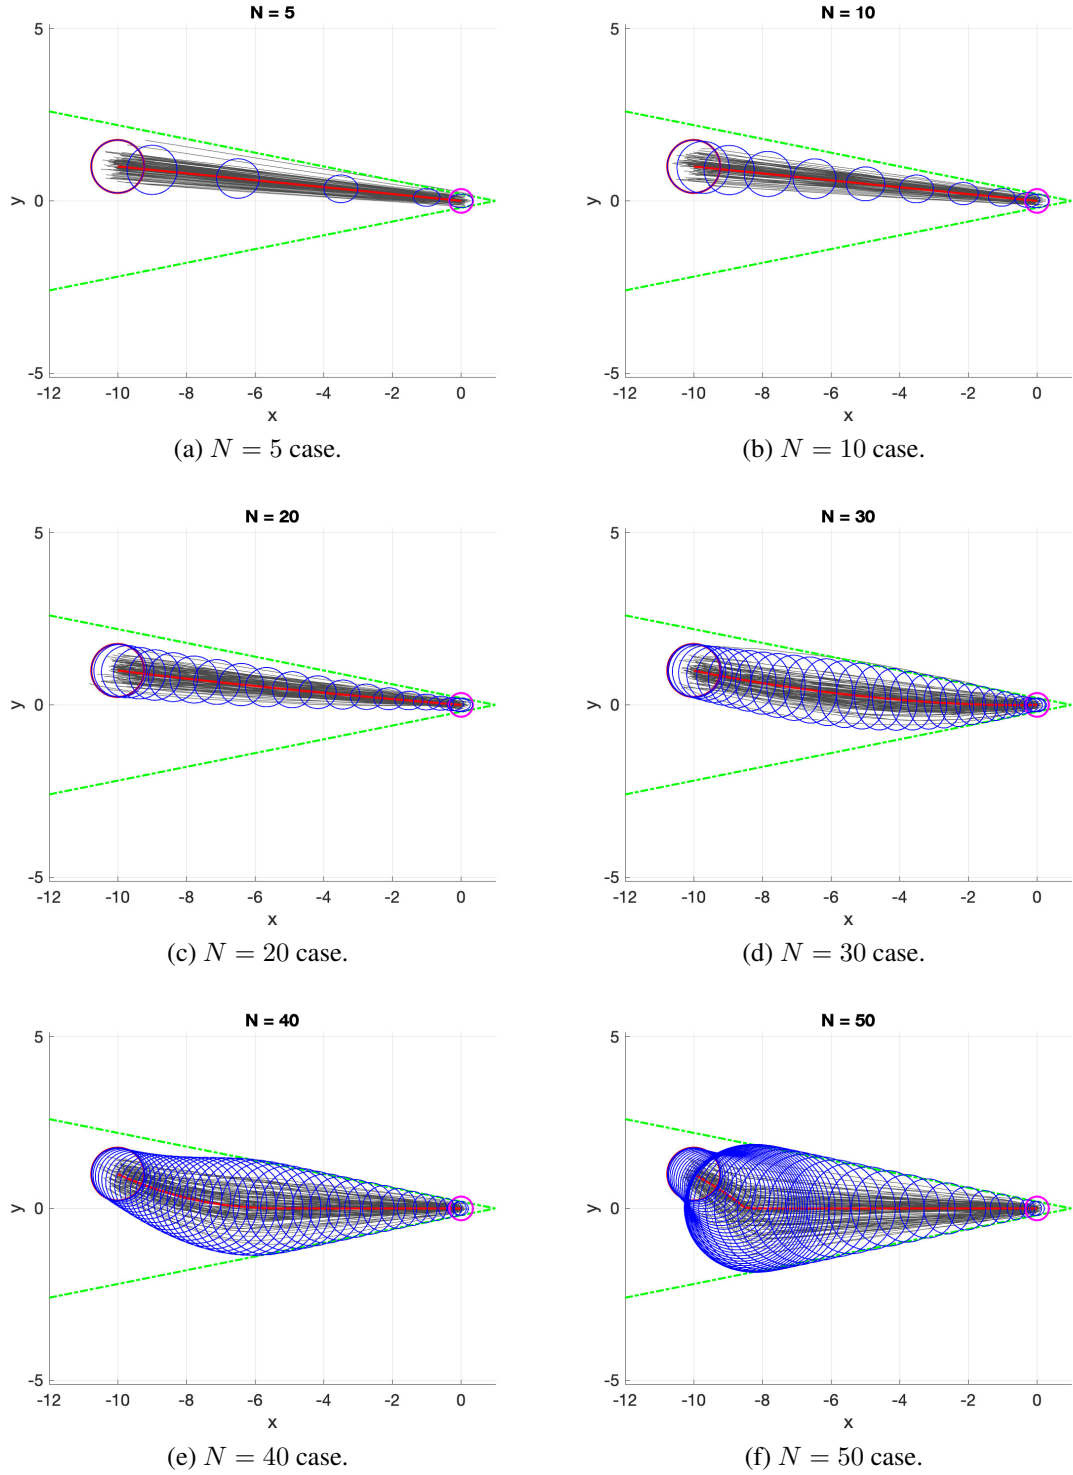 N = 5
N = 10
5
0
-5
y
-12 -10 -8 -6 -4 -2 0
x
5
0
-5
y
-12 -10 -8 -6 -4 -2 0
x
(a) N = 5 case.
(b) N = 10 case.
N = 20
N = 30
5
0
-5
y
-12 -10 -8 -6 -4 -2 0
x
5
0
-5
y
-12 -10 -8 -6 -4 -2 0
x
(c) N = 20 case.
(d) N = 30 case.
N = 40
N = 50
5
0
-5
y
-12 -10 -8 -6 -4 -2 0
x
5
0
-5
y
-12 -10 -8 -6 -4 -2 0
x
(e) N = 40 case.
(f) N = 50 case.